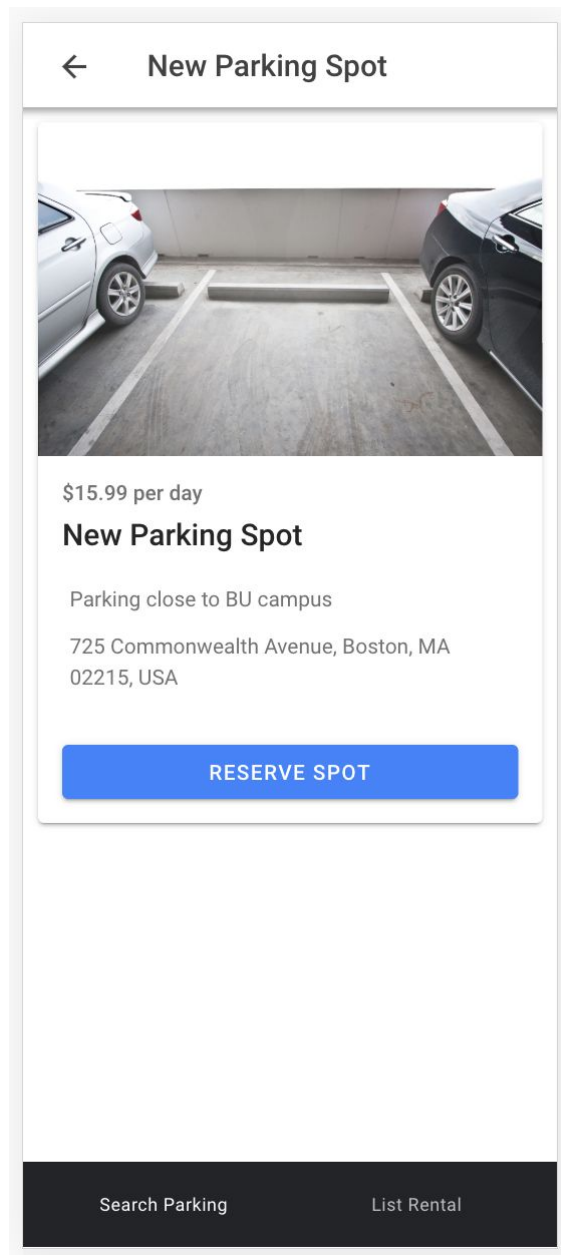 New Parking Spot
$15.99 per day
New Parking Spot
Parking close to BU campus
725 Commonwealth Avenue, Boston, MA
02215, USA
RESERVE SPOT
Search Parking
List Rental